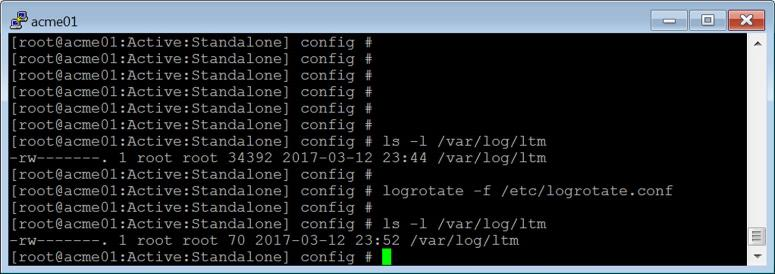 acme01
[root@acme01:Active:Standalone] config #
[root@acme01:Active:Standalone] config #
[root@acme01:Active:Standalone] config #
[root@acme01:Active:Standalone] config #
[root@acme01:Active:Standalone] config #
[root@acme01:Active:Standalone] config #
[root@acme01:Active:Standalone] config # ls -l /var/log/ltm
-rw-------. 1 root root 34392 2017-03-12 23:44 /var/log/ltm
[root@acme01:Active:Standalone] config #
[root@acme01:Active:Standalone] config # logrotate -f /etc/logrotate.conf
[root@acme01:Active:Standalone] config #
[root@acme01:Active:Standalone] config # ls -l /var/log/ltm
-rw-------. 1 root root 70 2017-03-12 23:52 /var/log/ltm
[root@acme01:Active:Standalone] config #